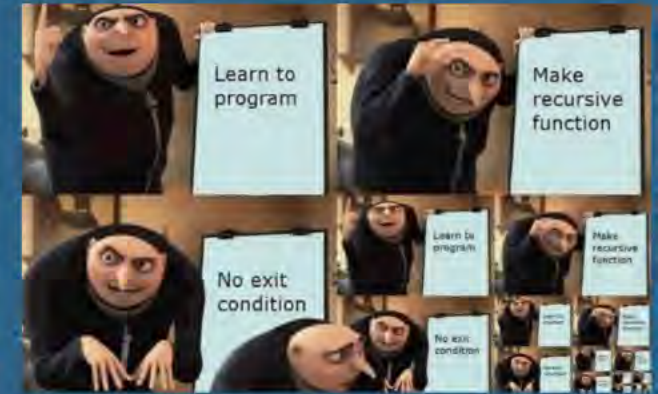 Learn to
program
Make
recursive
function
No exit
condition
Learn to
program
Make
recursive
function
No exit
condition